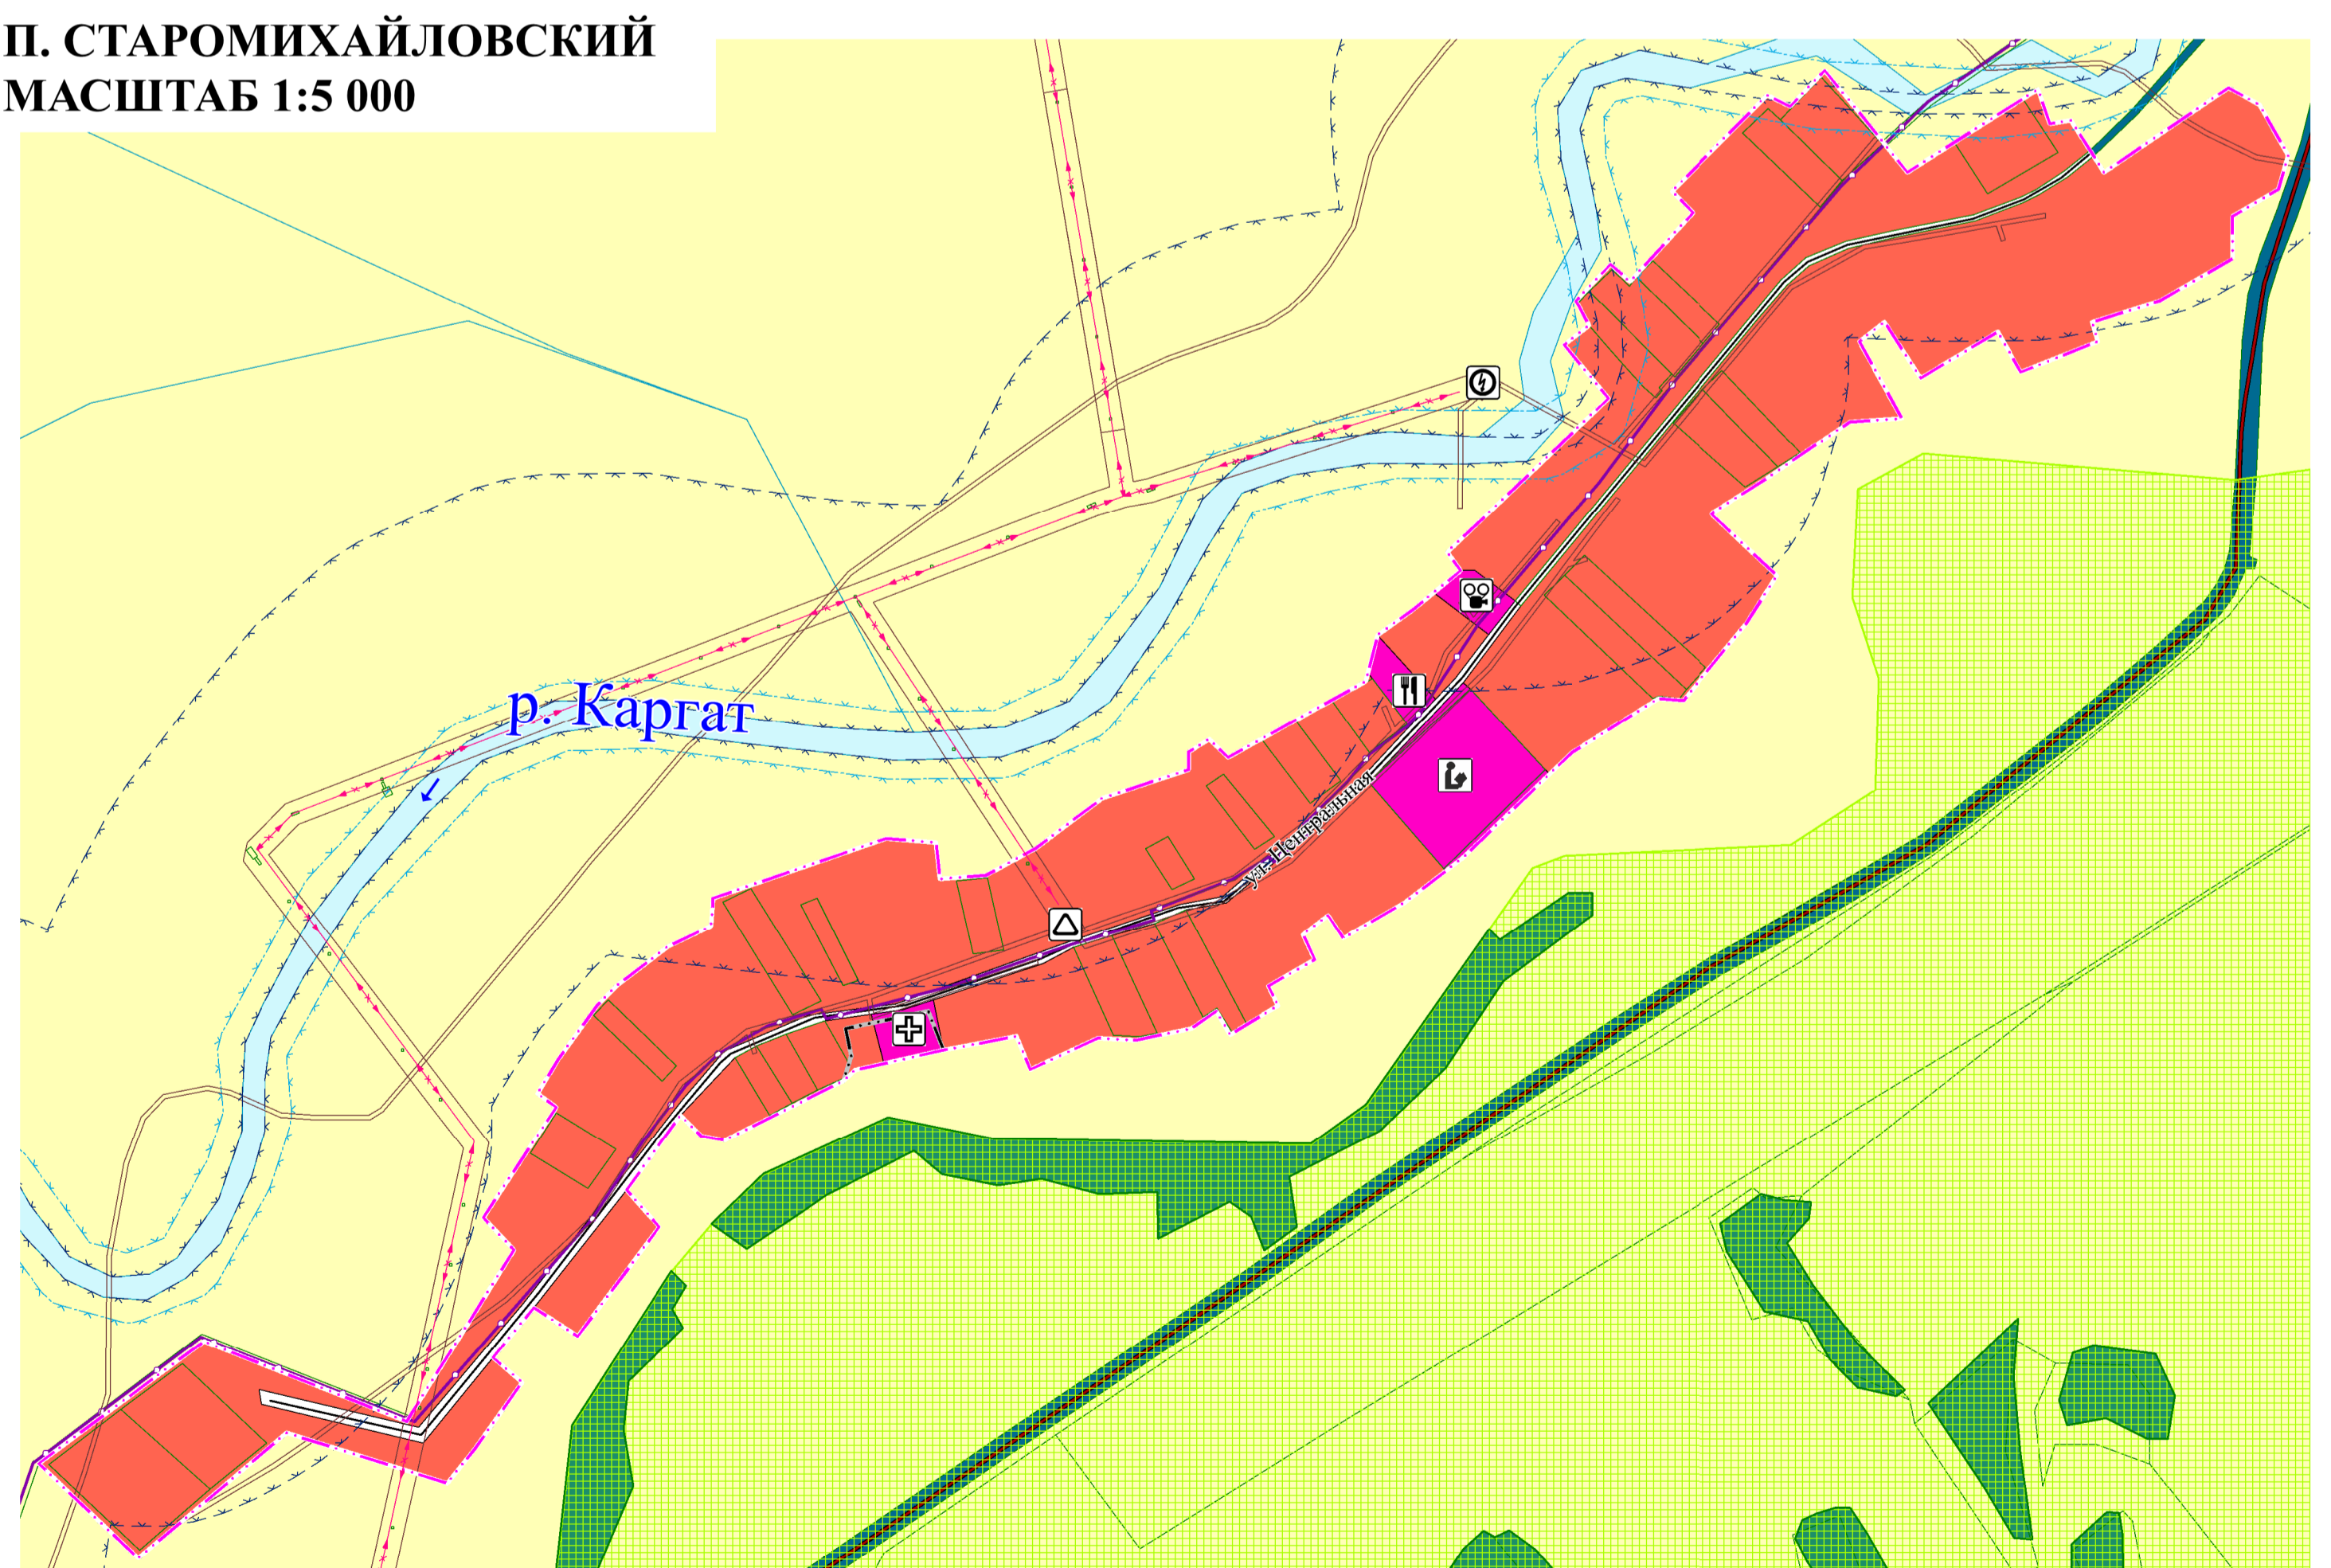 П. СТАРОМИХАЙЛОВСКИЙ
МАСШТАБ 1:5 000
р. Каргат
ул. Центральная